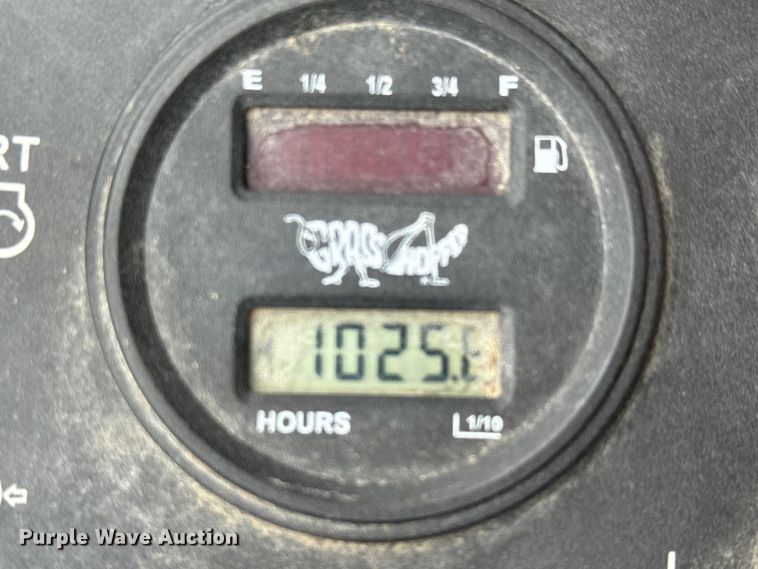 E 1/4 1/2 3/4 F
RT
GRASSHOPPER
1025.
HOURS 1/10
Purple Wave Auction